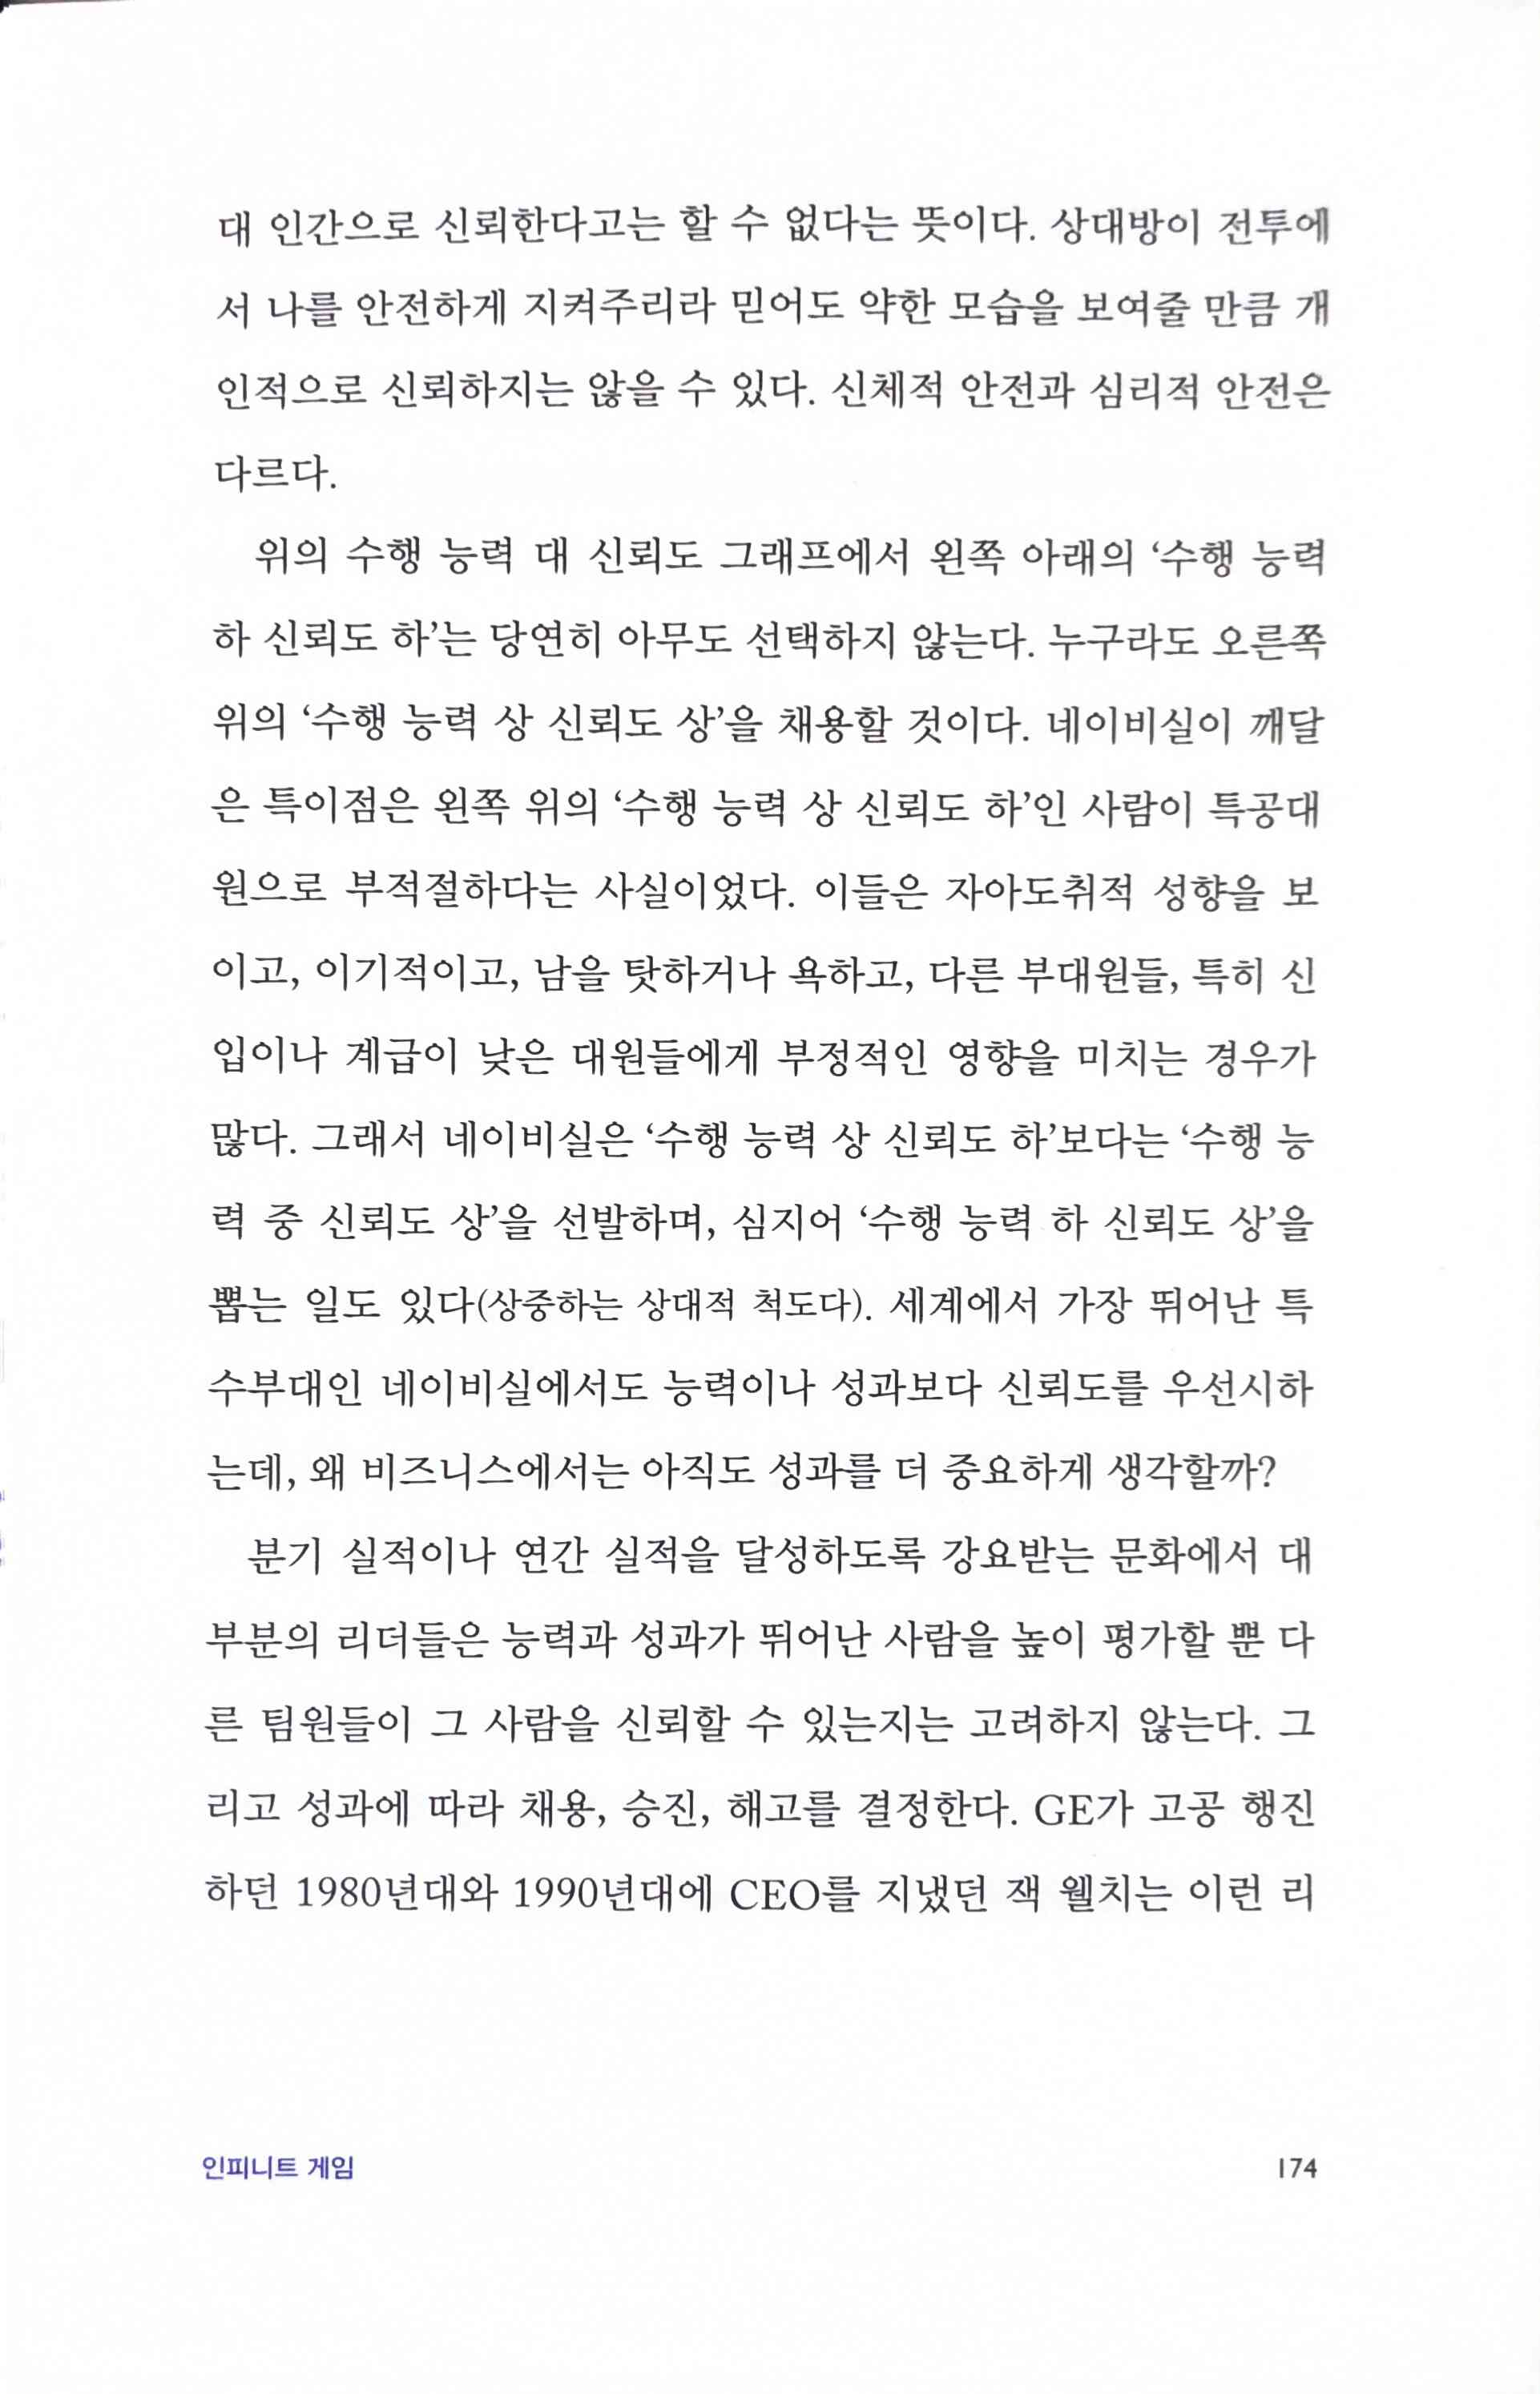 대 인간으로 신뢰한다고는 할 수 없다는 뜻이다. 상대방이 전투에
서 나를 안전하게 지켜주리라 믿어도 약한 모습을 보여줄 만큼 개
인적으로 신뢰하지는 않을 수 있다. 신체적 안전과 심리적 안전은
다르다.
위의 수행 능력 대 신뢰도 그래프에서 왼쪽 아래의 ‘수행 능력
하 신뢰도 하’는 당연히 아무도 선택하지 않는다. 누구라도 오른쪽
위의 ‘수행 능력 상 신뢰도 상’을 채용할 것이다. 네이비실이 깨달
은 특이점은 왼쪽 위의 ‘수행 능력 상 신뢰도 하’인 사람이 특공대
원으로 부적절하다는 사실이었다. 이들은 자아도취적 성향을 보
이고, 이기적이고, 남을 탓하거나 욕하고, 다른 부대원들, 특히 신
입이나 계급이 낮은 대원들에게 부정적인 영향을 미치는 경우가
많다. 그래서 네이비실은 ‘수행 능력 상 신뢰도 하’보다는 ‘수행 능
력 중 신뢰도 상’을 선발하며, 심지어 ‘수행 능력 하 신뢰도 상’을
뽑는 일도 있다(상중하는 상대적 척도다). 세계에서 가장 뛰어난 특
수부대인 네이비실에서도 능력이나 성과보다 신뢰도를 우선시하
는데, 왜 비즈니스에서는 아직도 성과를 더 중요하게 생각할까?
분기 실적이나 연간 실적을 달성하도록 강요받는 문화에서 대
부분의 리더들은 능력과 성과가 뛰어난 사람을 높이 평가할 뿐 다
른 팀원들이 그 사람을 신뢰할 수 있는지는 고려하지 않는다. 그
리고 성과에 따라 채용, 승진, 해고를 결정한다. GE가 고공 행진
하던 1980년대와 1990년대에 CEO를 지냈던 잭 웰치는 이런 리
인피니트 게임
174